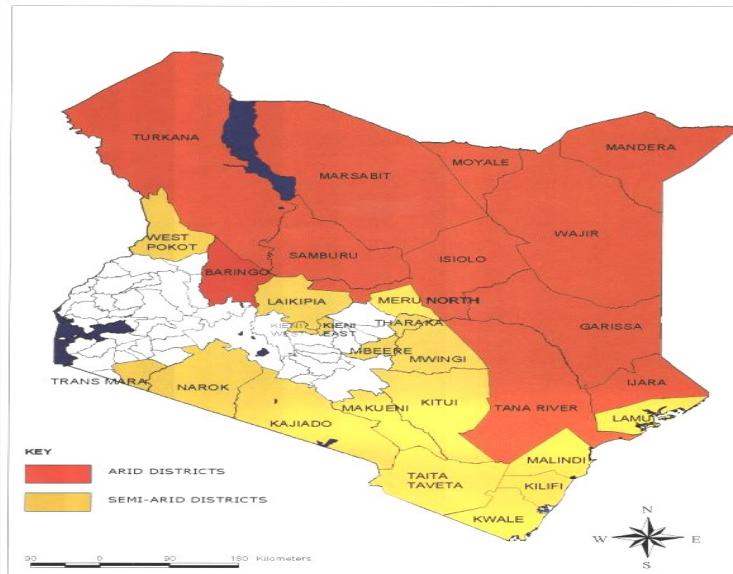 TURKANA
MANDERA
MOYALE
MARSABIT
WAJIR
WEST
POKOT
SAMBURU
ISIOLO
BARINGO
LAIKIPIA
MERU NORTH
KIENI
WEST
KIENI
EAST
THARAKA
GARISSA
MBEERE
MWINGI
TRANS MARA
NAROK
IJARA
MAKUENI
KITUI
TANA RIVER
LAMU
KAJIADO
MALINDI
TAITA
TAVETA
KILIFI
KWALE
KEY
ARID DISTRICTS
SEMI-ARID DISTRICTS
N
W E
S
90 0 90 180 Kilometers